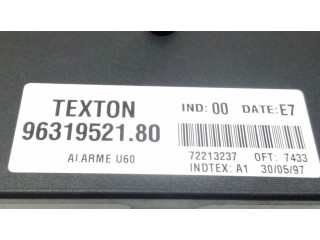 TEXTON IND: 00 DATE: E7
96319521.80
ALARME U60 72213237 OFT: 7433
INDTEX: A1 30/05/97